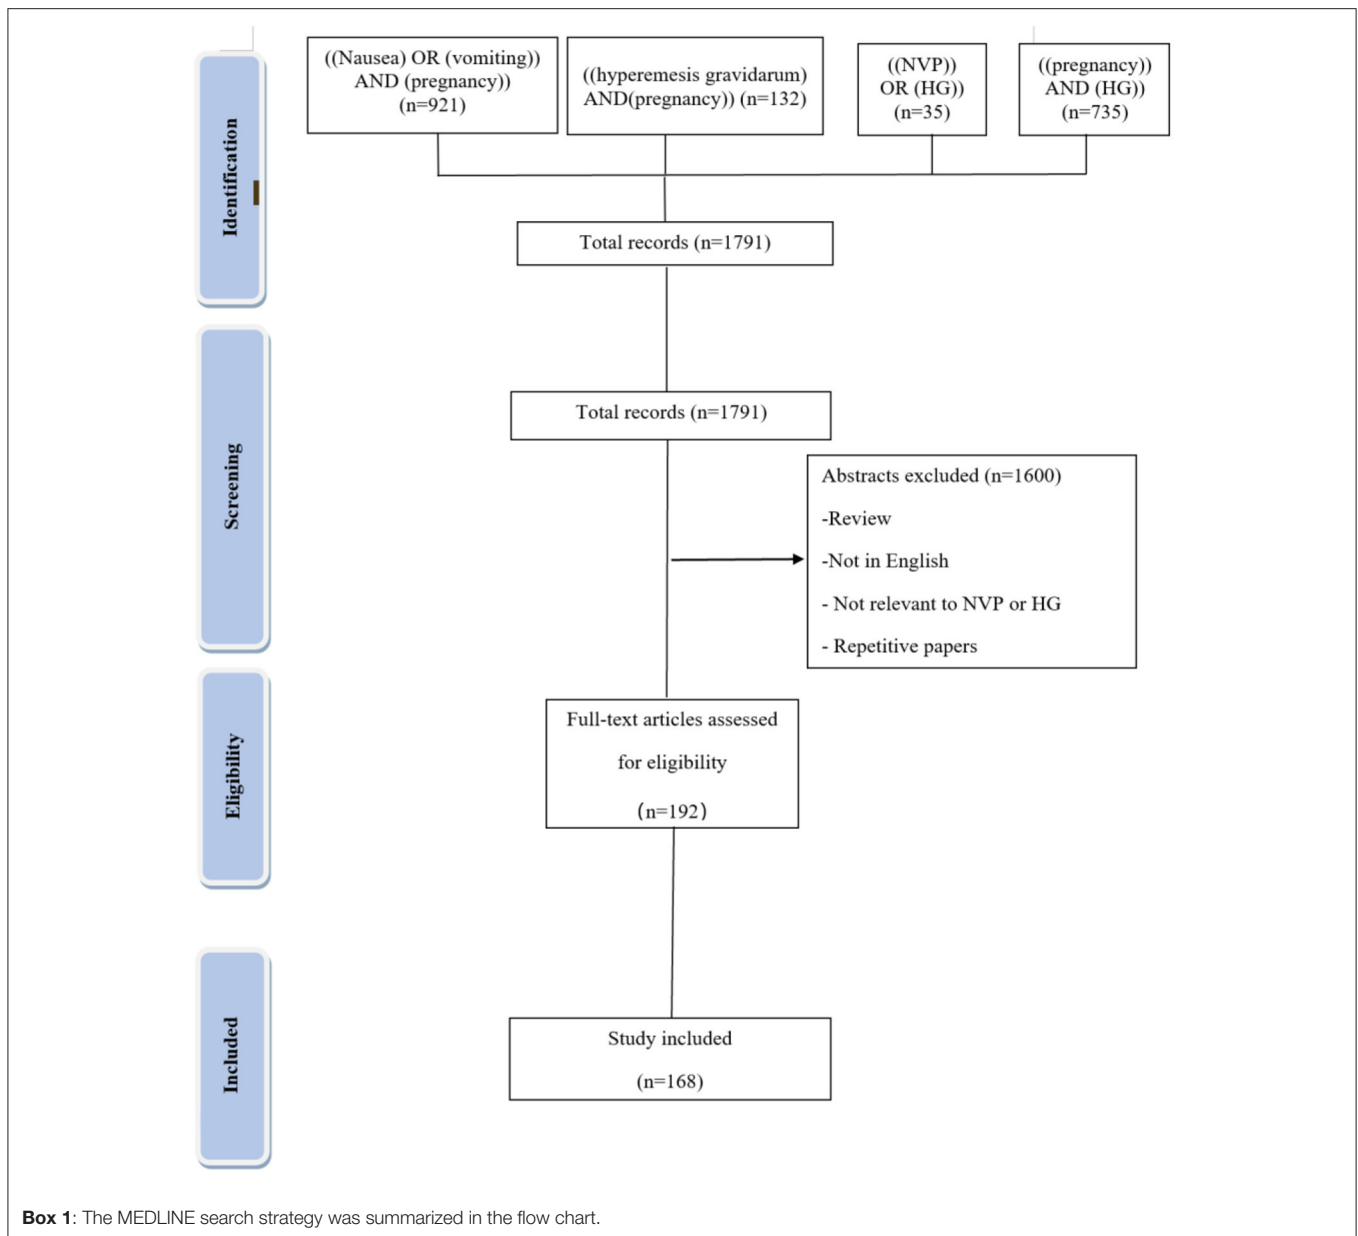 Identification
((Nausea) OR (vomiting))
AND (pregnancy))
(n=921)
((hyperemesis gravidarum)
AND(pregnancy)) (n=132)
((NVP))
OR (HG))
(n=35)
((pregnancy))
AND (HG))
(n=735)
Total records (n=1791)
Screening
Total records (n=1791)
Abstracts excluded (n=1600)
-Review
-Not in English
- Not relevant to NVP or HG
- Repetitive papers
Eligibility
Full-text articles assessed
for eligibility
(n=192)
Included
Study included
(n=168)
Box 1: The MEDLINE search strategy was summarized in the flow chart.